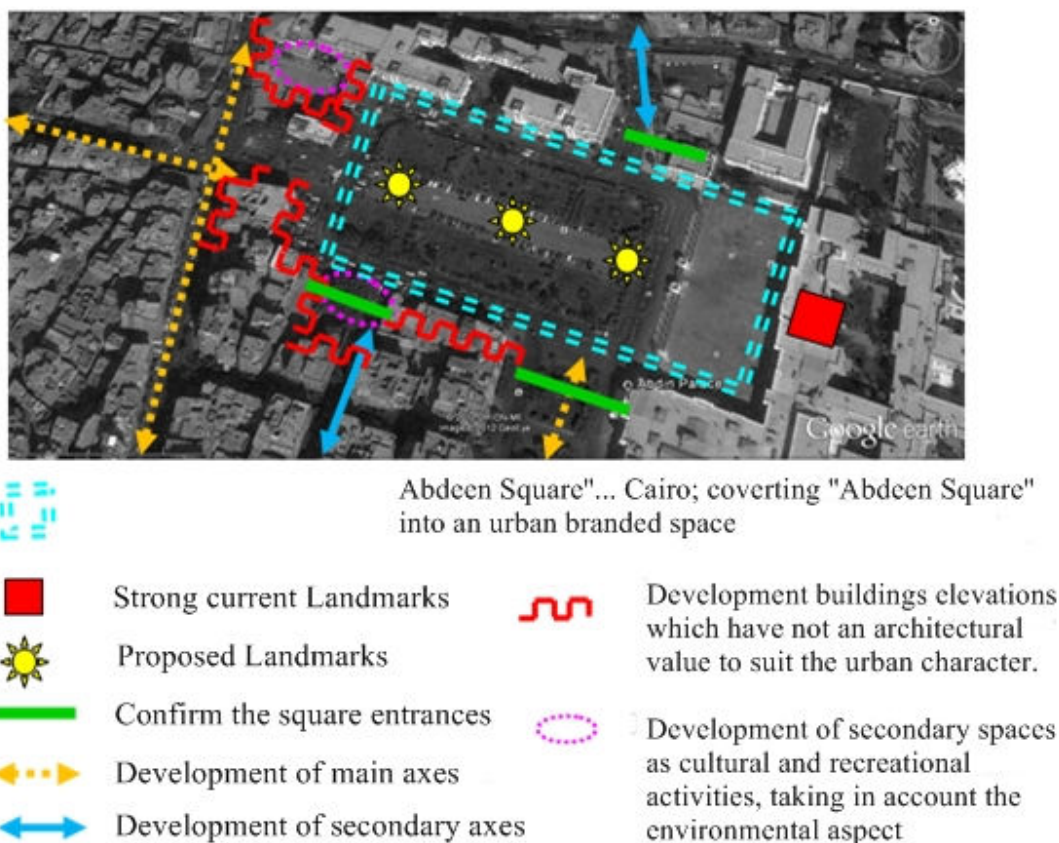 Abdin Palace
Google earth
Abdeen Square"... Cairo; coverting "Abdeen Square"
into an urban branded space
Strong current Landmarks
Proposed Landmarks
Confirm the square entrances
Development of main axes
Development of secondary axes
Development buildings elevations
which have not an architectural
value to suit the urban character.
Development of secondary spaces
as cultural and recreational
activities, taking in account the
environmental aspect